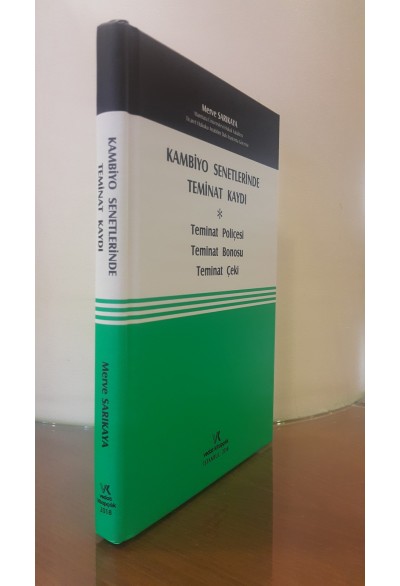 Merve SARIKAYA
KAMBİYO SENETLERİNDE
TEMİNAT KAYDI
*
Teminat Poliçesi
Teminat Bonosu
Teminat Çeki
KAMBİYO SENETLERİNDE
TEMİNAT KAYDI
Merve SARIKAYA
2018